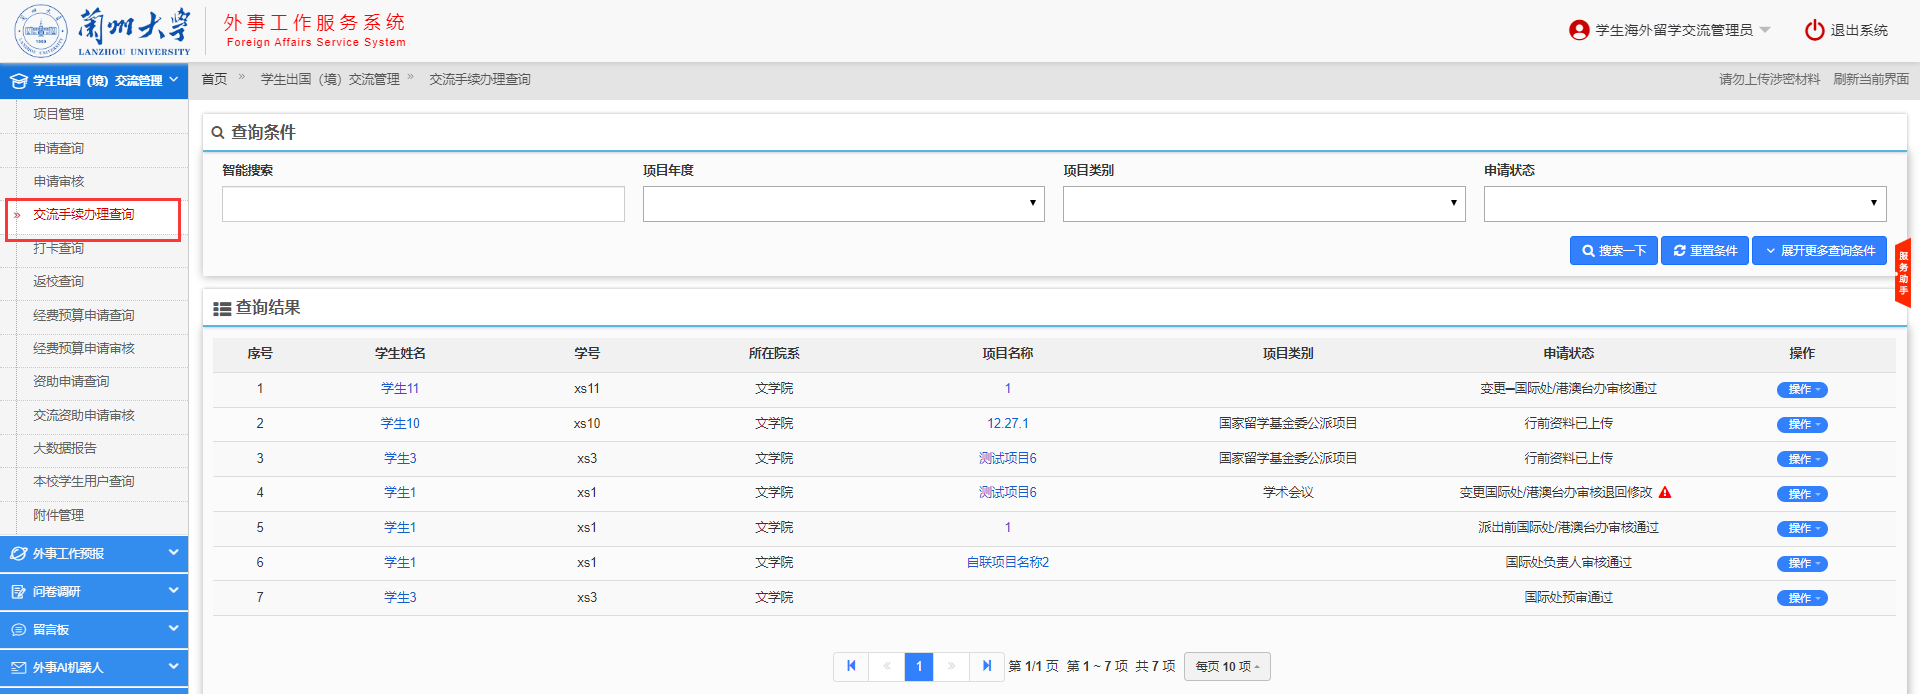 兰州大学
LANZHOU UNIVERSITY
外事工作服务系统
Foreign Affairs Service System
学生海外留学交流管理员
退出系统
学生出国（境）交流管理
首页 » 学生出国（境）交流管理 » 交流手续办理查询
请勿上传涉密材料 刷新当前界面
项目管理
申请查询
申请审核
» 交流手续办理查询
打卡查询
返校查询
经费预算申请查询
经费预算申请审核
资助申请查询
交流资助申请审核
大数据报告
本校学生用户查询
附件管理
外事工作预报
问卷调研
留言板
外事AI机器人
查询条件
智能搜索 项目年度 项目类别 申请状态
搜索一下 重置条件 展开更多查询条件
服务助手
查询结果
序号 学生姓名 学号 所在院系 项目名称 项目类别 申请状态 操作
1 学生11 xs11 文学院 1 变更–国际处/港澳台办审核通过 操作
2 学生10 xs10 文学院 12.27.1 国家留学基金委公派项目 行前资料已上传 操作
3 学生3 xs3 文学院 测试项目6 国家留学基金委公派项目 行前资料已上传 操作
4 学生1 xs1 文学院 测试项目6 学术会议 变更国际处/港澳台办审核退回修改 操作
5 学生1 xs1 文学院 1 派出前国际处/港澳台办审核通过 操作
6 学生1 xs1 文学院 自联项目名称2 国际处负责人审核通过 操作
7 学生3 xs3 文学院 国际处预审通过 操作
« 1 » 第 1/1 页 第 1 ~ 7 项 共 7 项 每页 10 项